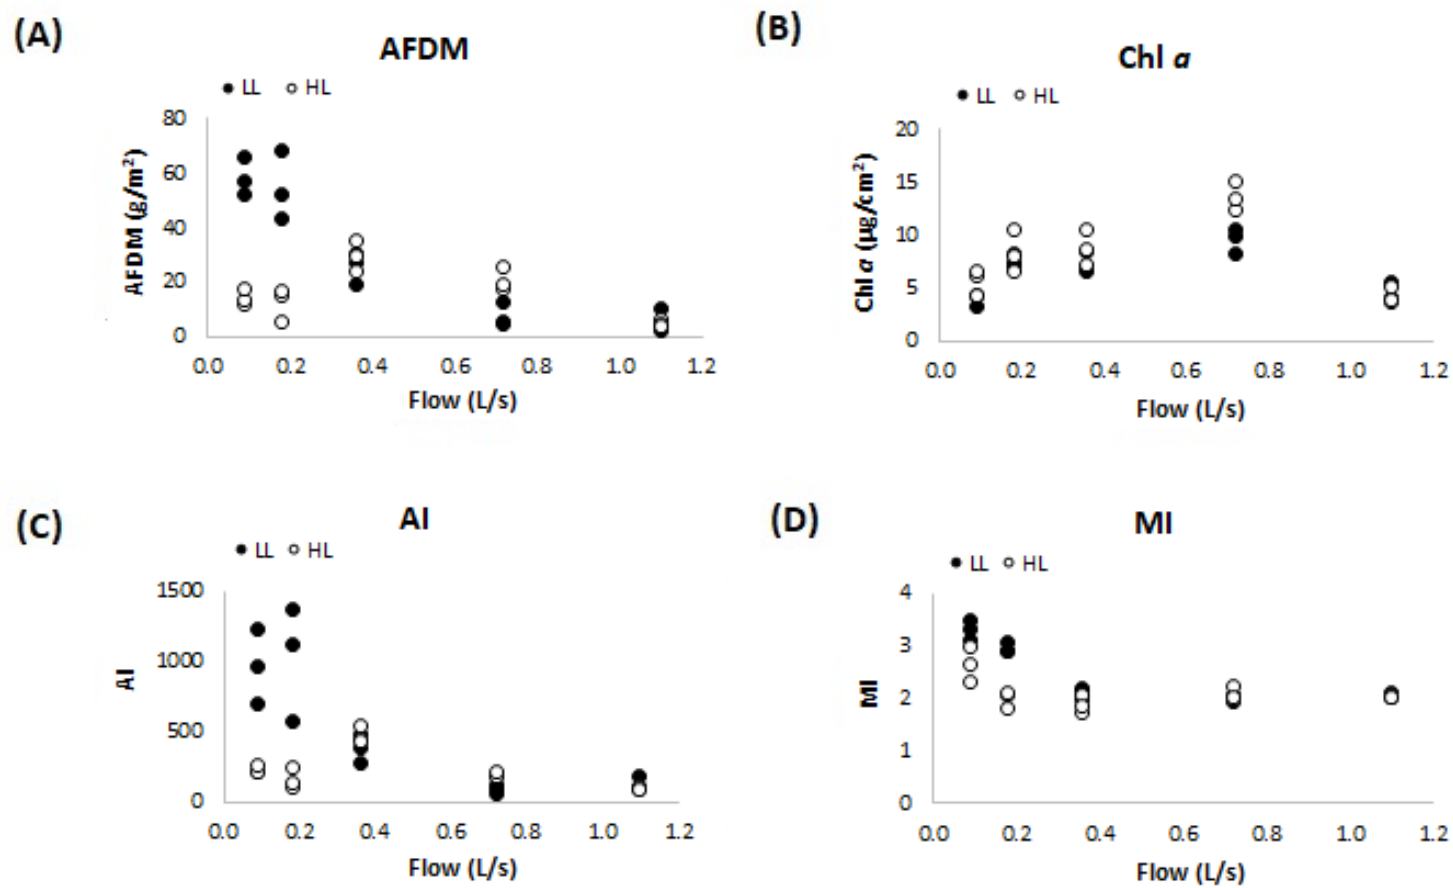 (A)
AFDM
LL HL
80
60
40
20
0
AFDM (g/m²)
0.0 0.2 0.4 0.6 0.8 1.0 1.2
Flow (L/s)
(B)
Chl a
LL HL
20
15
10
5
0
Chl a (µg/cm²)
0.0 0.2 0.4 0.6 0.8 1.0 1.2
Flow (L/s)
(C)
AI
LL HL
1500
1000
500
0
AI
0.0 0.2 0.4 0.6 0.8 1.0 1.2
Flow (L/s)
(D)
MI
LL HL
4
3
2
1
0
MI
0.0 0.2 0.4 0.6 0.8 1.0 1.2
Flow (L/s)